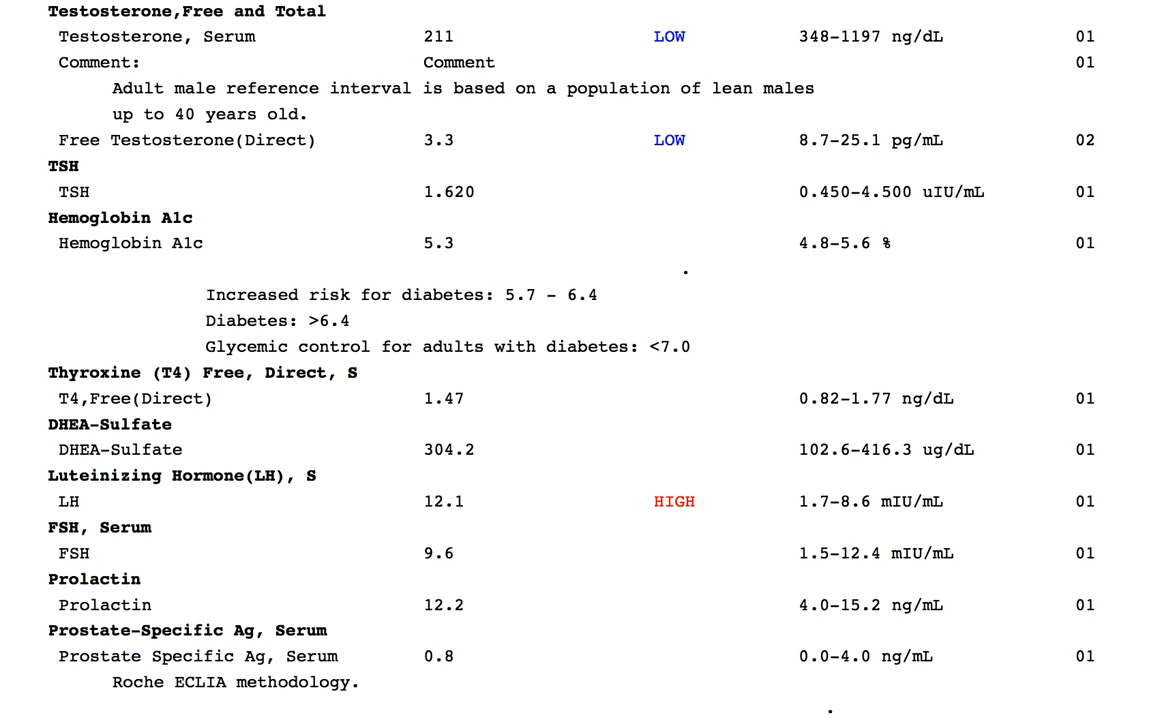 Testosterone,Free and Total
Testosterone, Serum 211 LOW 348-1197 ng/dL 01
Comment: Comment 01
Adult male reference interval is based on a population of lean males
up to 40 years old.
Free Testosterone(Direct) 3.3 LOW 8.7-25.1 pg/mL 02
TSH
TSH 1.620 0.450-4.500 uIU/mL 01
Hemoglobin A1c
Hemoglobin A1c 5.3 4.8-5.6 % 01
.
Increased risk for diabetes: 5.7 - 6.4
Diabetes: >6.4
Glycemic control for adults with diabetes: <7.0
Thyroxine (T4) Free, Direct, S
T4,Free(Direct) 1.47 0.82-1.77 ng/dL 01
DHEA-Sulfate
DHEA-Sulfate 304.2 102.6-416.3 ug/dL 01
Luteinizing Hormone(LH), S
LH 12.1 HIGH 1.7-8.6 mIU/mL 01
FSH, Serum
FSH 9.6 1.5-12.4 mIU/mL 01
Prolactin
Prolactin 12.2 4.0-15.2 ng/mL 01
Prostate-Specific Ag, Serum
Prostate Specific Ag, Serum 0.8 0.0-4.0 ng/mL 01
Roche ECLIA methodology.
.